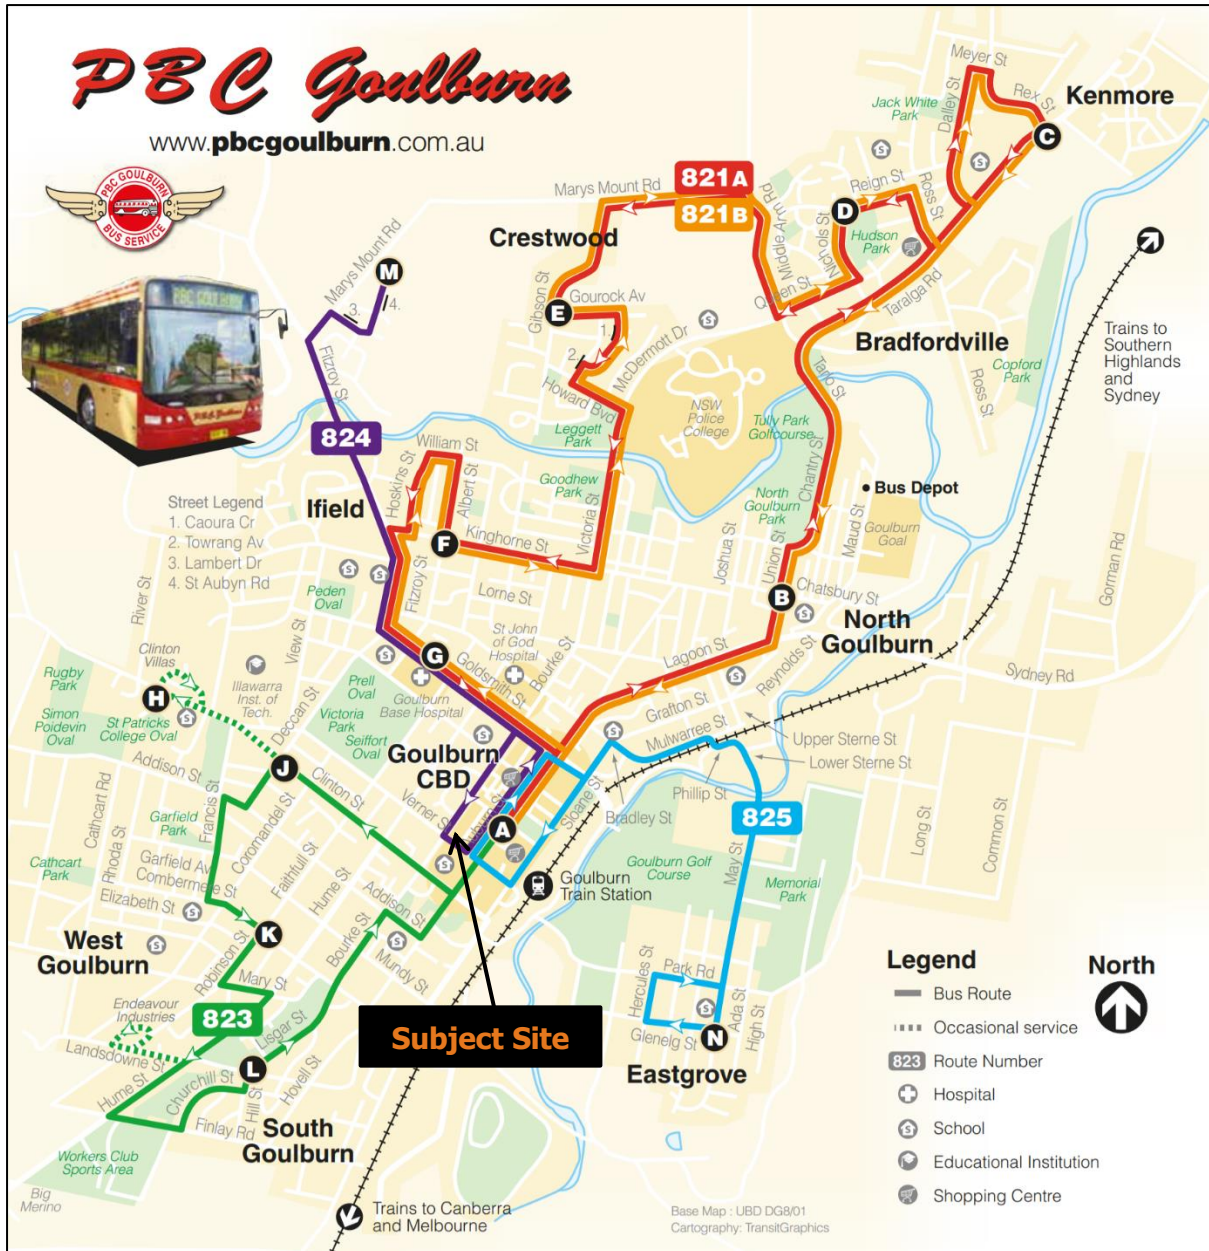 PBC Goulburn
www.pbcgoulburn.com.au
PBC GOULBURN
BUS SERVICE
PBC GOULBURN
P.B.C. Goulburn
Meyer St
Jack White
Park
Dalley St
Rex St
Kenmore
C
Marys Mount Rd
821A
821B
Reign St
Ross St
D
Middle Arm Rd
Nichols St
Hudson
Park
Crestwood
Marys Mount Rd
M
3.
4.
Gibson St
Gourock Av
E
1.
2.
McDermott Dr
Queen St
Taralga Rd
Bradfordville
Trains to
Southern
Highlands
and
Sydney
Copford
Park
Ross St
Tarlo St
Fitzroy St
Howard Bvd
Leggett
Park
NSW
Police
College
Tully Park
Golfcourse
824
William St
Hoskins St
Albert St
Goodhew
Park
Victoria St
North
Goulburn
Park
Chantry St
Bus Depot
Maud St
Goulburn
Goal
Street Legend
1. Caoura Cr
2. Towrang Av
3. Lambert Dr
4. St Aubyn Rd
Ifield
F
Kinghorne St
Joshua St
Union St
Gorman Rd
River St
Peden
Oval
Fitzroy St
Lorne St
B
Chatsbury St
North
Goulburn
Clinton
Villas
View St
G
St John
of God
Hospital
Goldsmith St
Bourke St
Lagoon St
Reynolds St
Sydney Rd
Rugby
Park
H
Illawarra
Inst. of
Tech.
Prell
Oval
Goulburn
Base Hospital
Grafton St
Simon
Poidevin
Oval
St Patricks
College Oval
Deccan St
Victoria
Park
Seiffort
Oval
Mulwarree St
Upper Sterne St
Lower Sterne St
Addison St
J
Goulburn
CBD
Clinton St
Verner St
Auburn St
Sloane St
Phillip St
Bradley St
825
Cathcart Rd
Francis St
Garfield
Park
Coromandel St
A
Long St
Common St
Cathcart
Park
Rhoda St
Garfield Av
Combermere St
Faithfull St
Goulburn
Train Station
Goulburn Golf
Course
May St
Memorial
Park
Elizabeth St
Hume St
Addison St
West
Goulburn
K
Robinson St
Bourke St
Mundy St
Mary St
Hercules St
Park Rd
Ada St
High St
Endeavour
Industries
823
Lisgar St
Subject Site
Glenelg St
N
Landsdowne St
Eastgrove
Hume St
Churchill St
L
Hill St
Hovell St
Finlay Rd
South
Goulburn
Workers Club
Sports Area
Big
Merino
Trains to Canberra
and Melbourne
Legend
Bus Route
Occasional service
823 Route Number
Hospital
S School
Educational Institution
Shopping Centre
North
Base Map : UBD DG8/01
Cartography: TransitGraphics